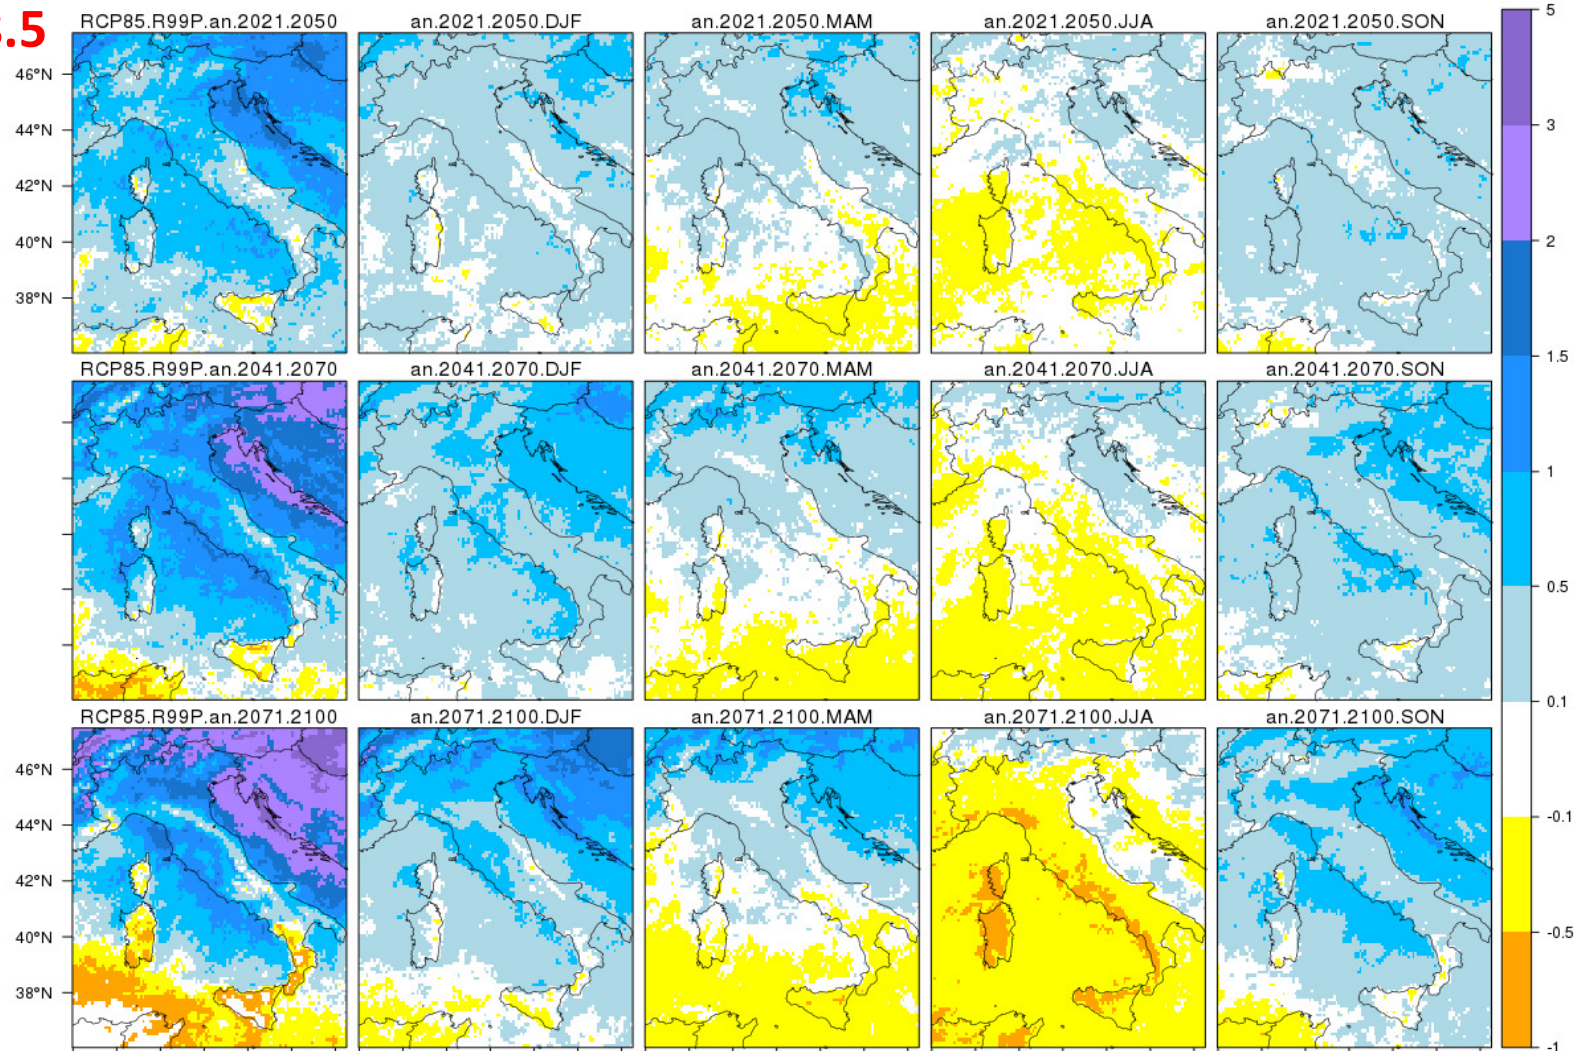 8.5
RCP85.R99P.an.2021.2050 an.2021.2050.DJF an.2021.2050.MAM an.2021.2050.JJA an.2021.2050.SON
46°N
44°N
42°N
40°N
38°N
RCP85.R99P.an.2041.2070 an.2041.2070.DJF an.2041.2070.MAM an.2041.2070.JJA an.2041.2070.SON
RCP85.R99P.an.2071.2100 an.2071.2100.DJF an.2071.2100.MAM an.2071.2100.JJA an.2071.2100.SON
46°N
44°N
42°N
40°N
38°N
5
3
2
1.5
1
0.5
0.1
-0.1
-0.5
-1